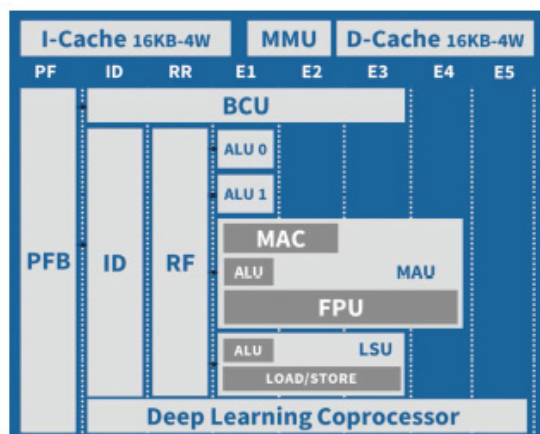 I-Cache 16KB-4W MMU D-Cache 16KB-4W
PF ID RR E1 E2 E3 E4 E5
BCU
ALU 0
ALU 1
MAC
PFB ID RF ALU MAU
FPU
ALU LSU
LOAD/STORE
Deep Learning Coprocessor